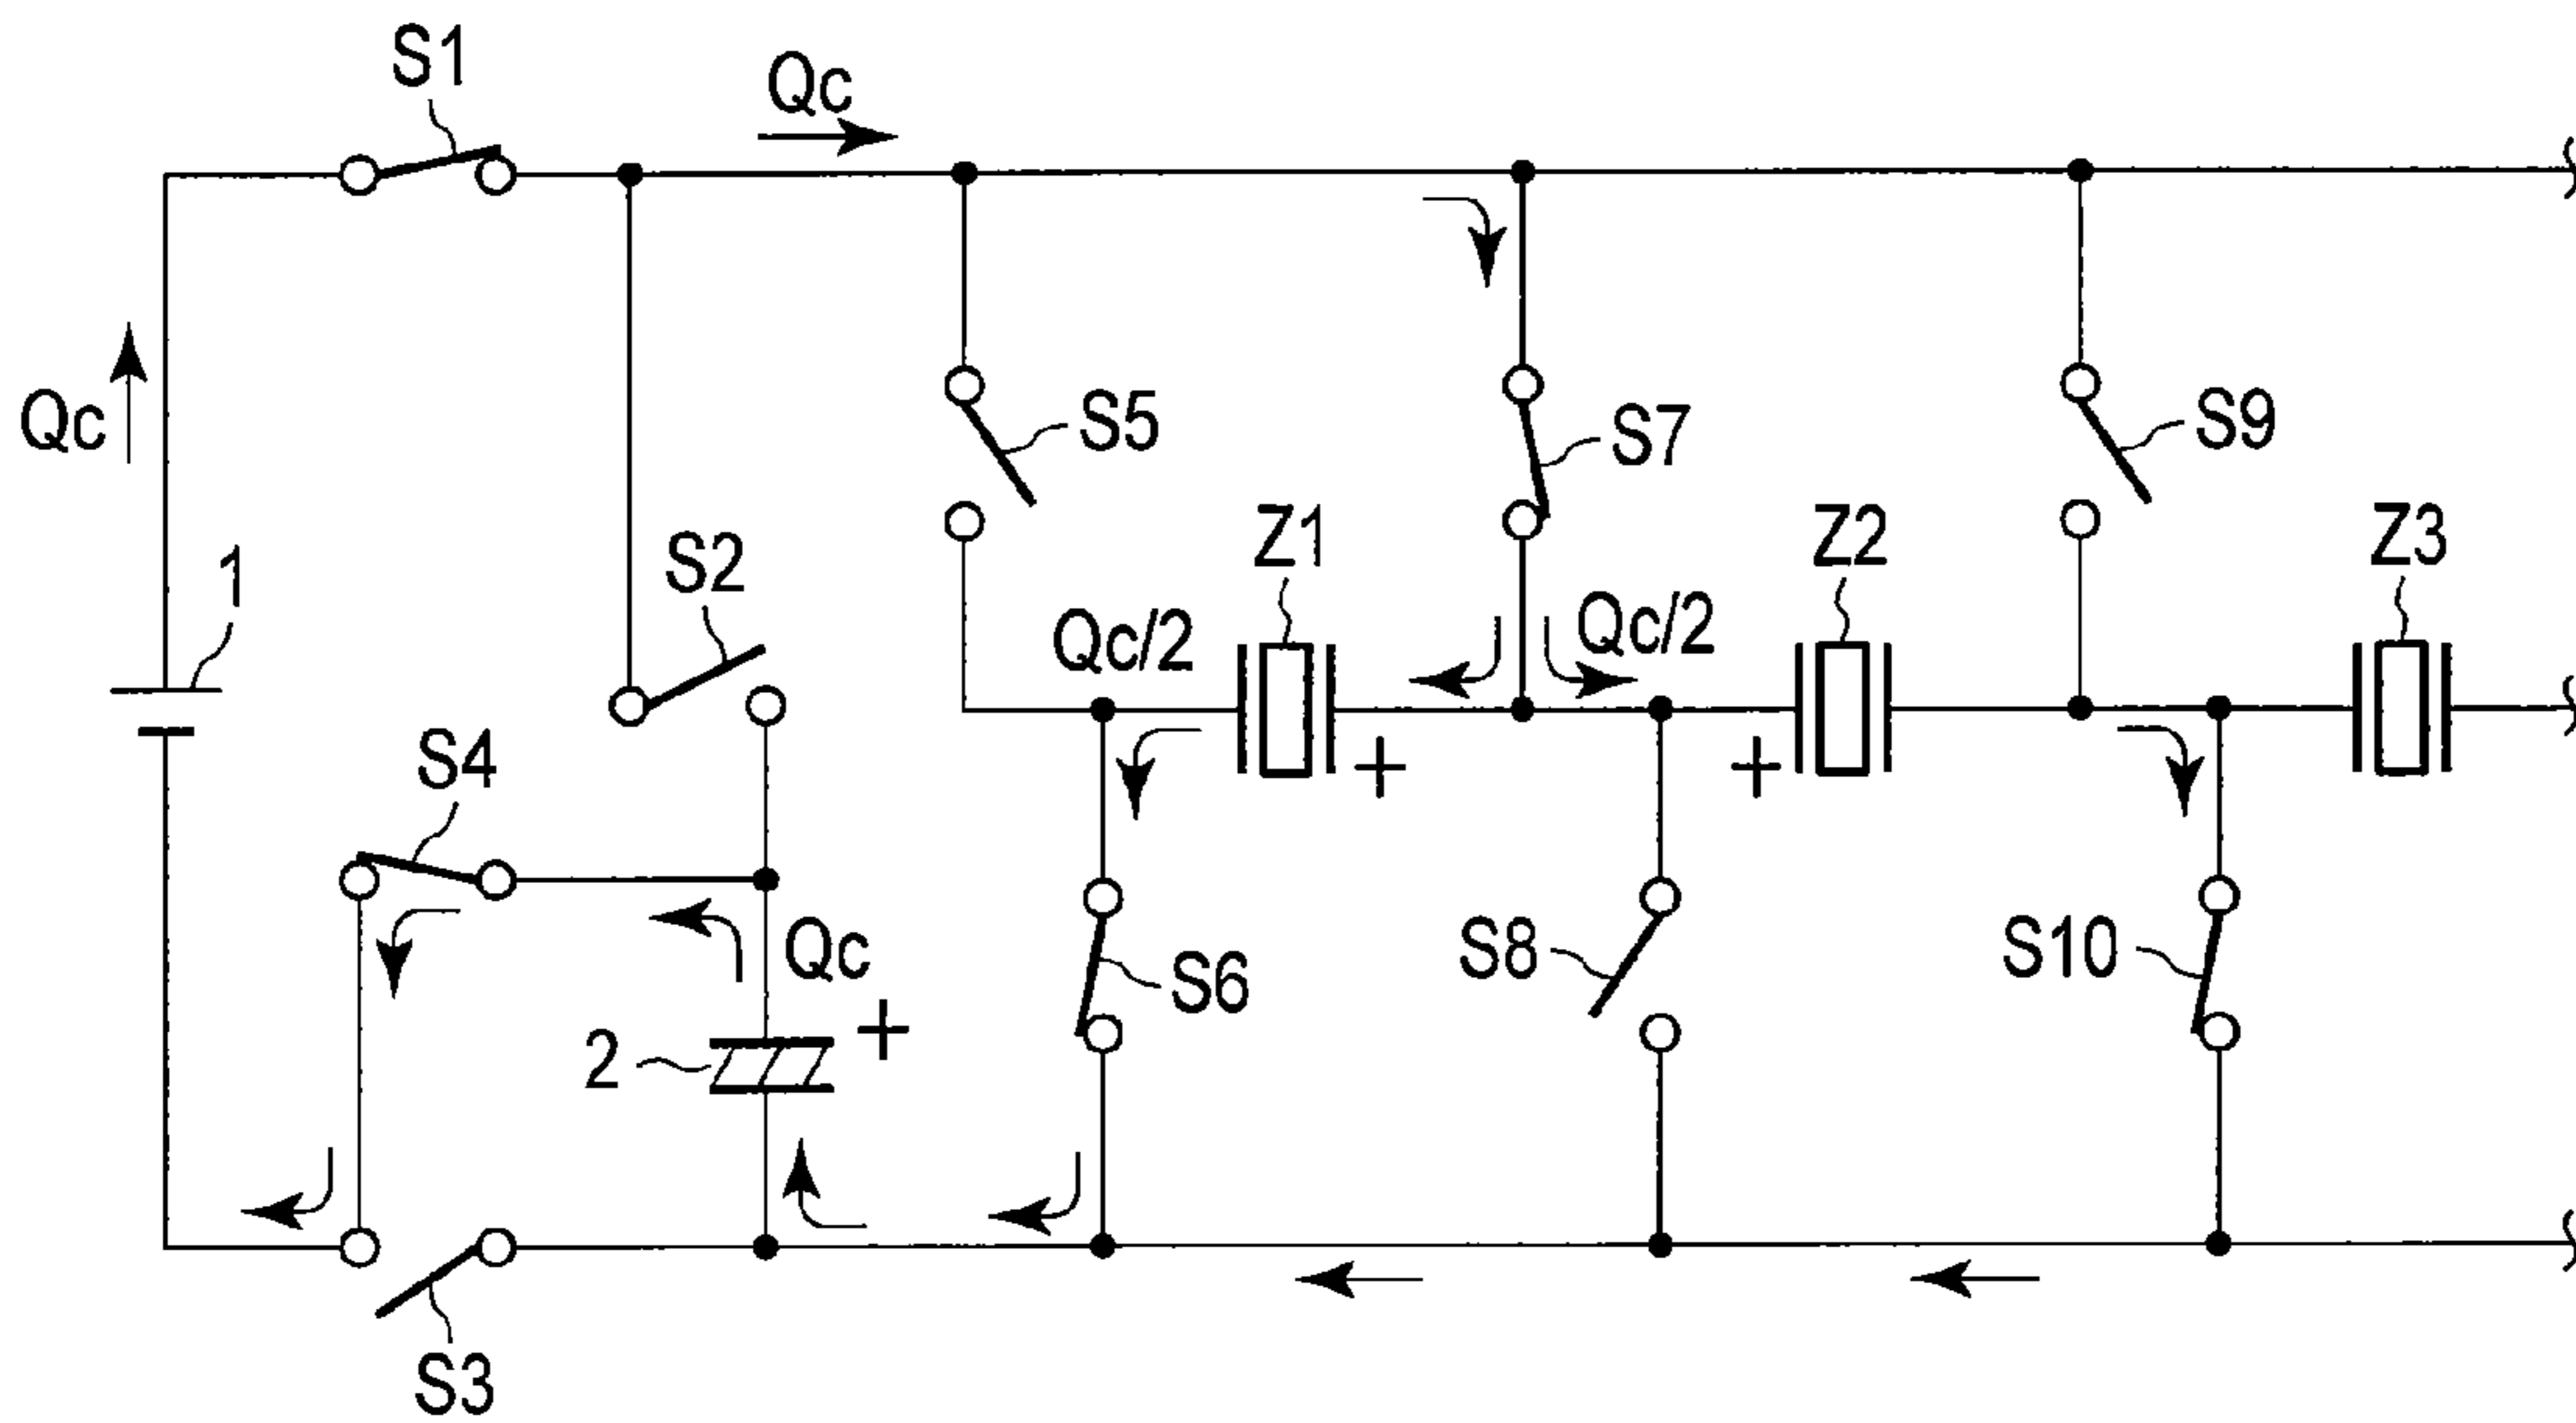 S1
Qc
Qc
S5
S7
S9
1
S2
Z1
Z2
Z3
Qc/2
Qc/2
S4
+
+
Qc
S6
S8
S10
2
+
S3